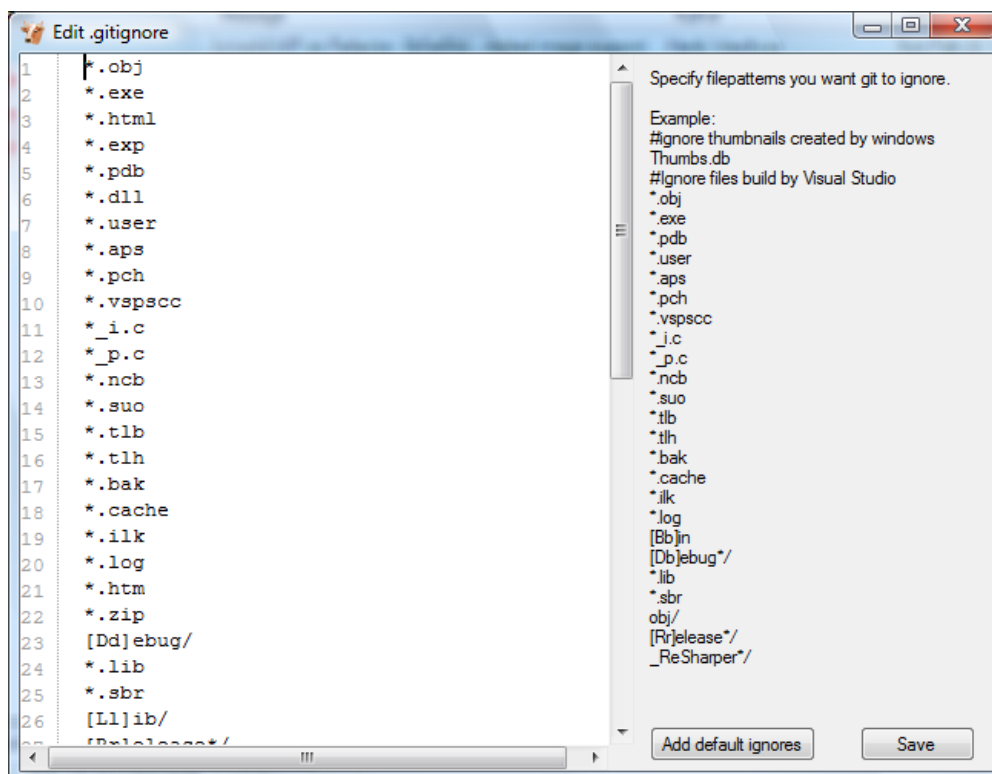 Edit .gitignore
1 *.obj
2 *.exe
3 *.html
4 *.exp
5 *.pdb
6 *.dll
7 *.user
8 *.aps
9 *.pch
10 *.vspscc
11 *_i.c
12 *_p.c
13 *.ncb
14 *.suo
15 *.tlb
16 *.tlh
17 *.bak
18 *.cache
19 *.ilk
20 *.log
21 *.htm
22 *.zip
23 [Dd]ebug/
24 *.lib
25 *.sbr
26 [Ll]ib/
27 [Rr]elease*/
Specify filepatterns you want git to ignore.
Example:
#ignore thumbnails created by windows
Thumbs.db
#Ignore files build by Visual Studio
*.obj
*.exe
*.pdb
*.user
*.aps
*.pch
*.vspscc
*_i.c
*_p.c
*.ncb
*.suo
*.tlb
*.tlh
*.bak
*.cache
*.ilk
*.log
[Bb]in
[Db]ebug*/
*.lib
*.sbr
obj/
[Rr]elease*/
_ReSharper*/
Add default ignores
Save